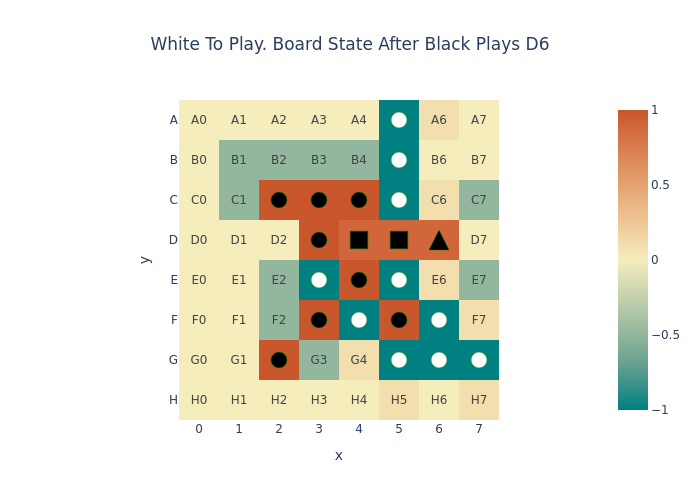 White To Play. Board State After Black Plays D6
A A0 A1 A2 A3 A4 A6 A7
B B0 B1 B2 B3 B4 B6 B7
C C0 C1 C6 C7
D D0 D1 D2 D7
E E0 E1 E2 E6 E7
F F0 F1 F2 F7
G G0 G1 G3 G4
H H0 H1 H2 H3 H4 H5 H6 H7
0 1 2 3 4 5 6 7
x
y
1
0.5
0
−0.5
−1